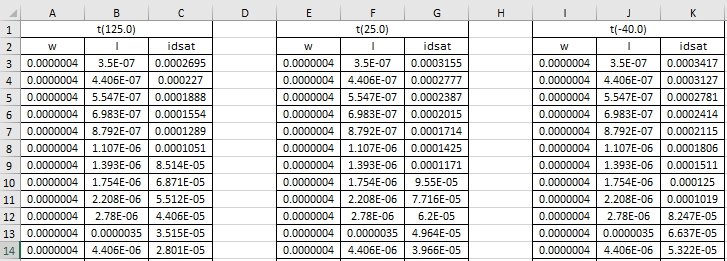 A B C D E F G H I J K
1 t(125.0) t(25.0) t(-40.0)
2 w l idsat w l idsat w l idsat
3 0.0000004 3.5E-07 0.0002695 0.0000004 3.5E-07 0.0003155 0.0000004 3.5E-07 0.0003417
4 0.0000004 4.406E-07 0.000227 0.0000004 4.406E-07 0.0002777 0.0000004 4.406E-07 0.0003127
5 0.0000004 5.547E-07 0.0001888 0.0000004 5.547E-07 0.0002387 0.0000004 5.547E-07 0.0002781
6 0.0000004 6.983E-07 0.0001554 0.0000004 6.983E-07 0.0002015 0.0000004 6.983E-07 0.0002414
7 0.0000004 8.792E-07 0.0001289 0.0000004 8.792E-07 0.0001714 0.0000004 8.792E-07 0.0002115
8 0.0000004 1.107E-06 0.0001051 0.0000004 1.107E-06 0.0001425 0.0000004 1.107E-06 0.0001806
9 0.0000004 1.393E-06 8.514E-05 0.0000004 1.393E-06 0.0001171 0.0000004 1.393E-06 0.0001511
10 0.0000004 1.754E-06 6.871E-05 0.0000004 1.754E-06 9.55E-05 0.0000004 1.754E-06 0.000125
11 0.0000004 2.208E-06 5.512E-05 0.0000004 2.208E-06 7.716E-05 0.0000004 2.208E-06 0.0001019
12 0.0000004 2.78E-06 4.406E-05 0.0000004 2.78E-06 6.2E-05 0.0000004 2.78E-06 8.247E-05
13 0.0000004 0.0000035 3.515E-05 0.0000004 0.0000035 4.964E-05 0.0000004 0.0000035 6.637E-05
14 0.0000004 4.406E-06 2.801E-05 0.0000004 4.406E-06 3.966E-05 0.0000004 4.406E-06 5.322E-05